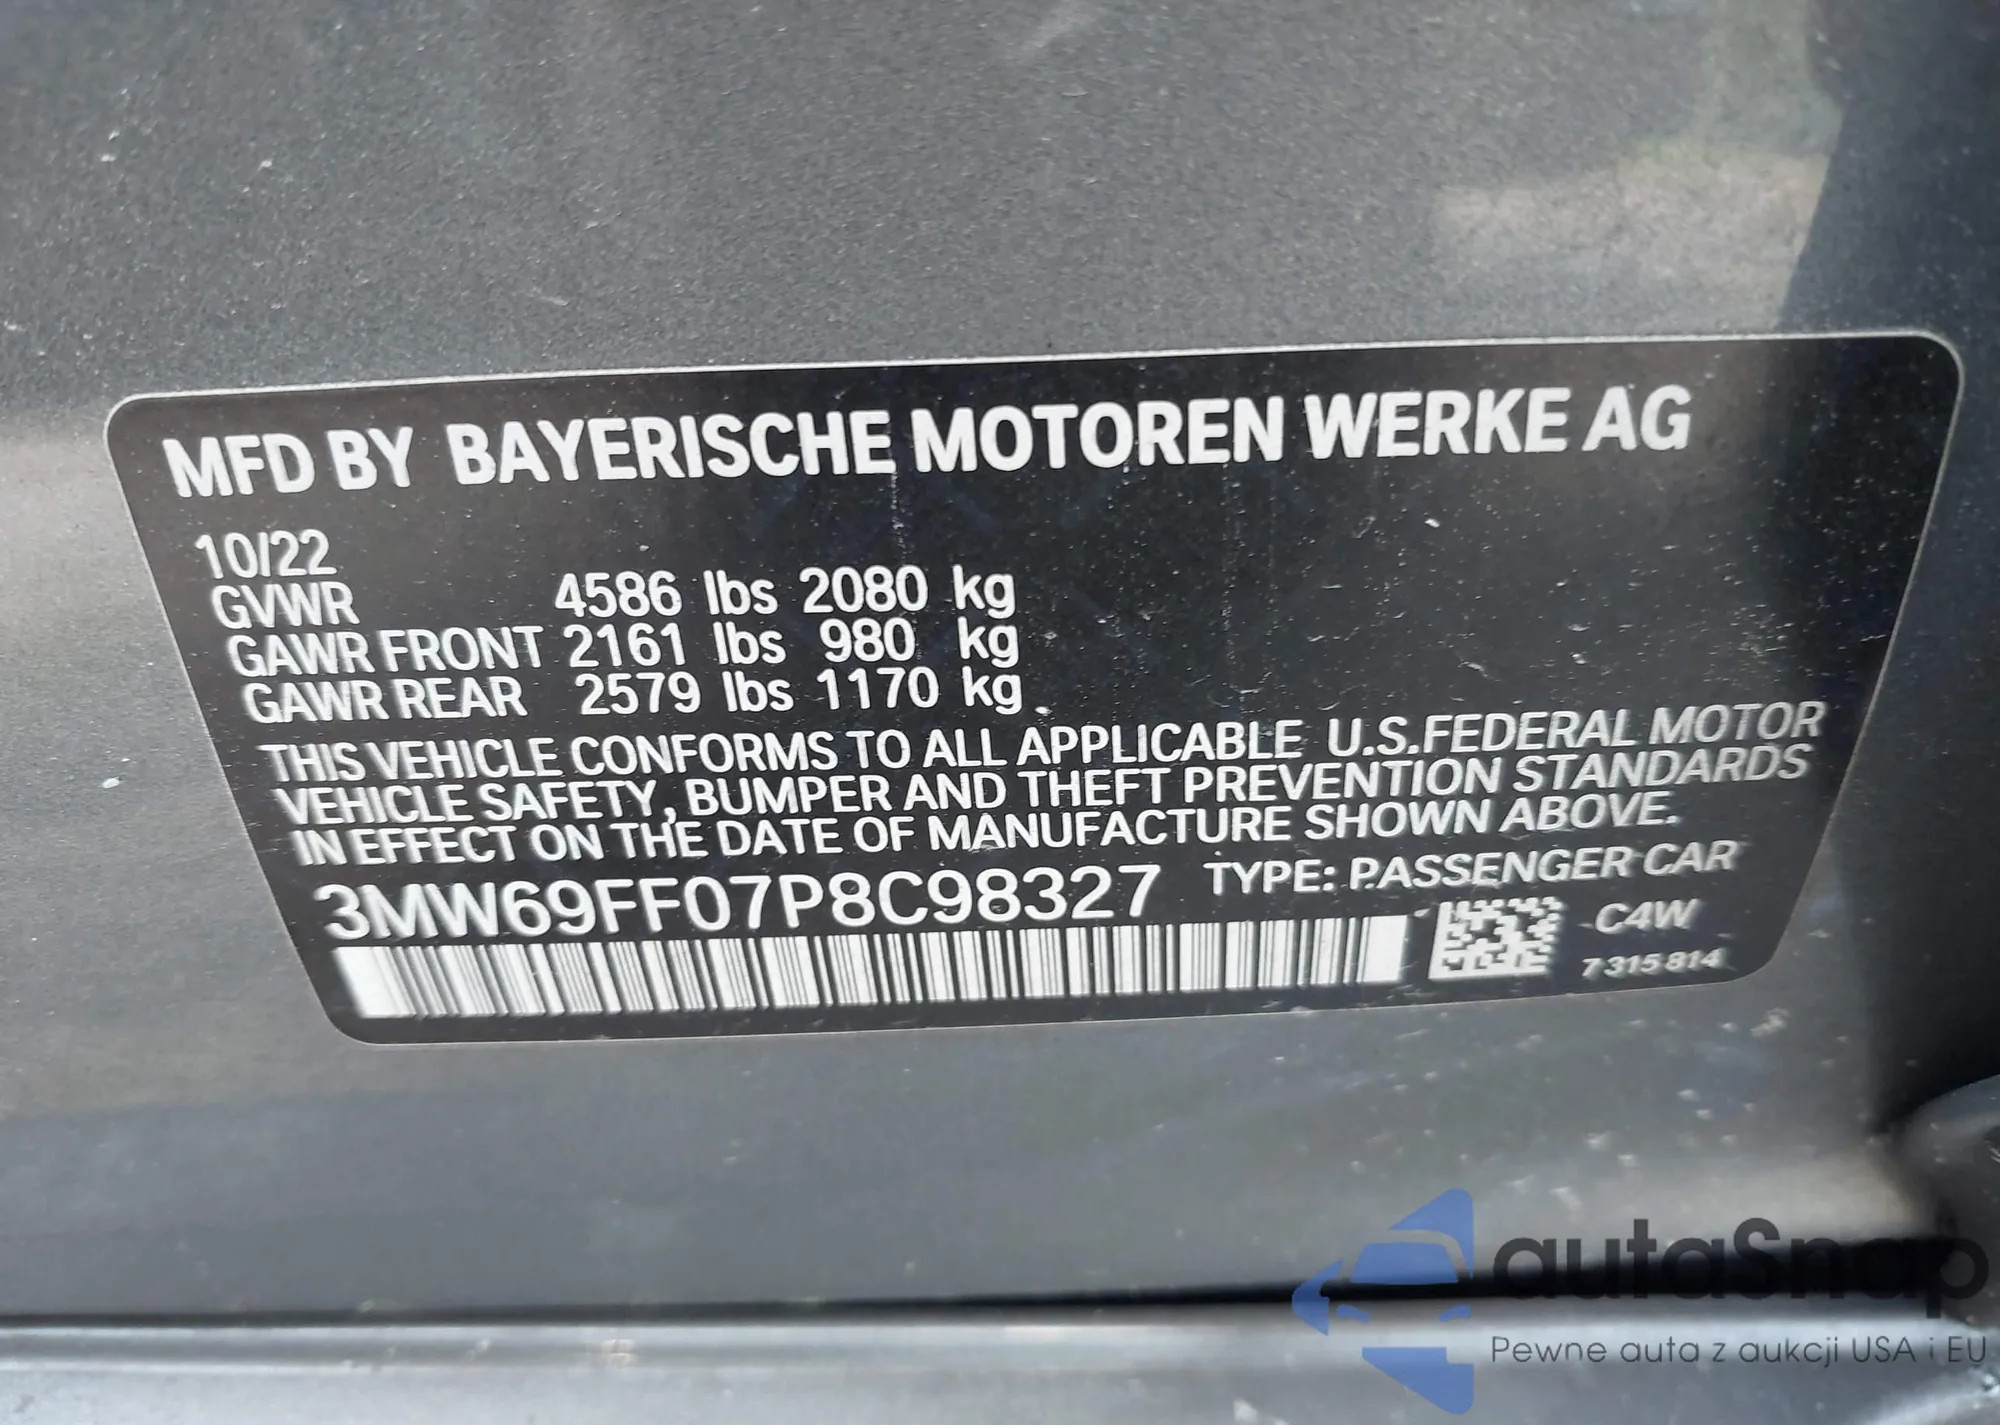 MFD BY BAYERISCHE MOTOREN WERKE AG
10/22
GVWR 4586 lbs 2080 kg
GAWR FRONT 2161 lbs 980 kg
GAWR REAR 2579 lbs 1170 kg
THIS VEHICLE CONFORMS TO ALL APPLICABLE U.S.FEDERAL MOTOR
VEHICLE SAFETY, BUMPER AND THEFT PREVENTION STANDARDS
IN EFFECT ON THE DATE OF MANUFACTURE SHOWN ABOVE.
3MW69FF07P8C98327 TYPE: PASSENGER CAR
C4W
7 315 814
autaSnap
Pewne auta z aukcji USA i EU